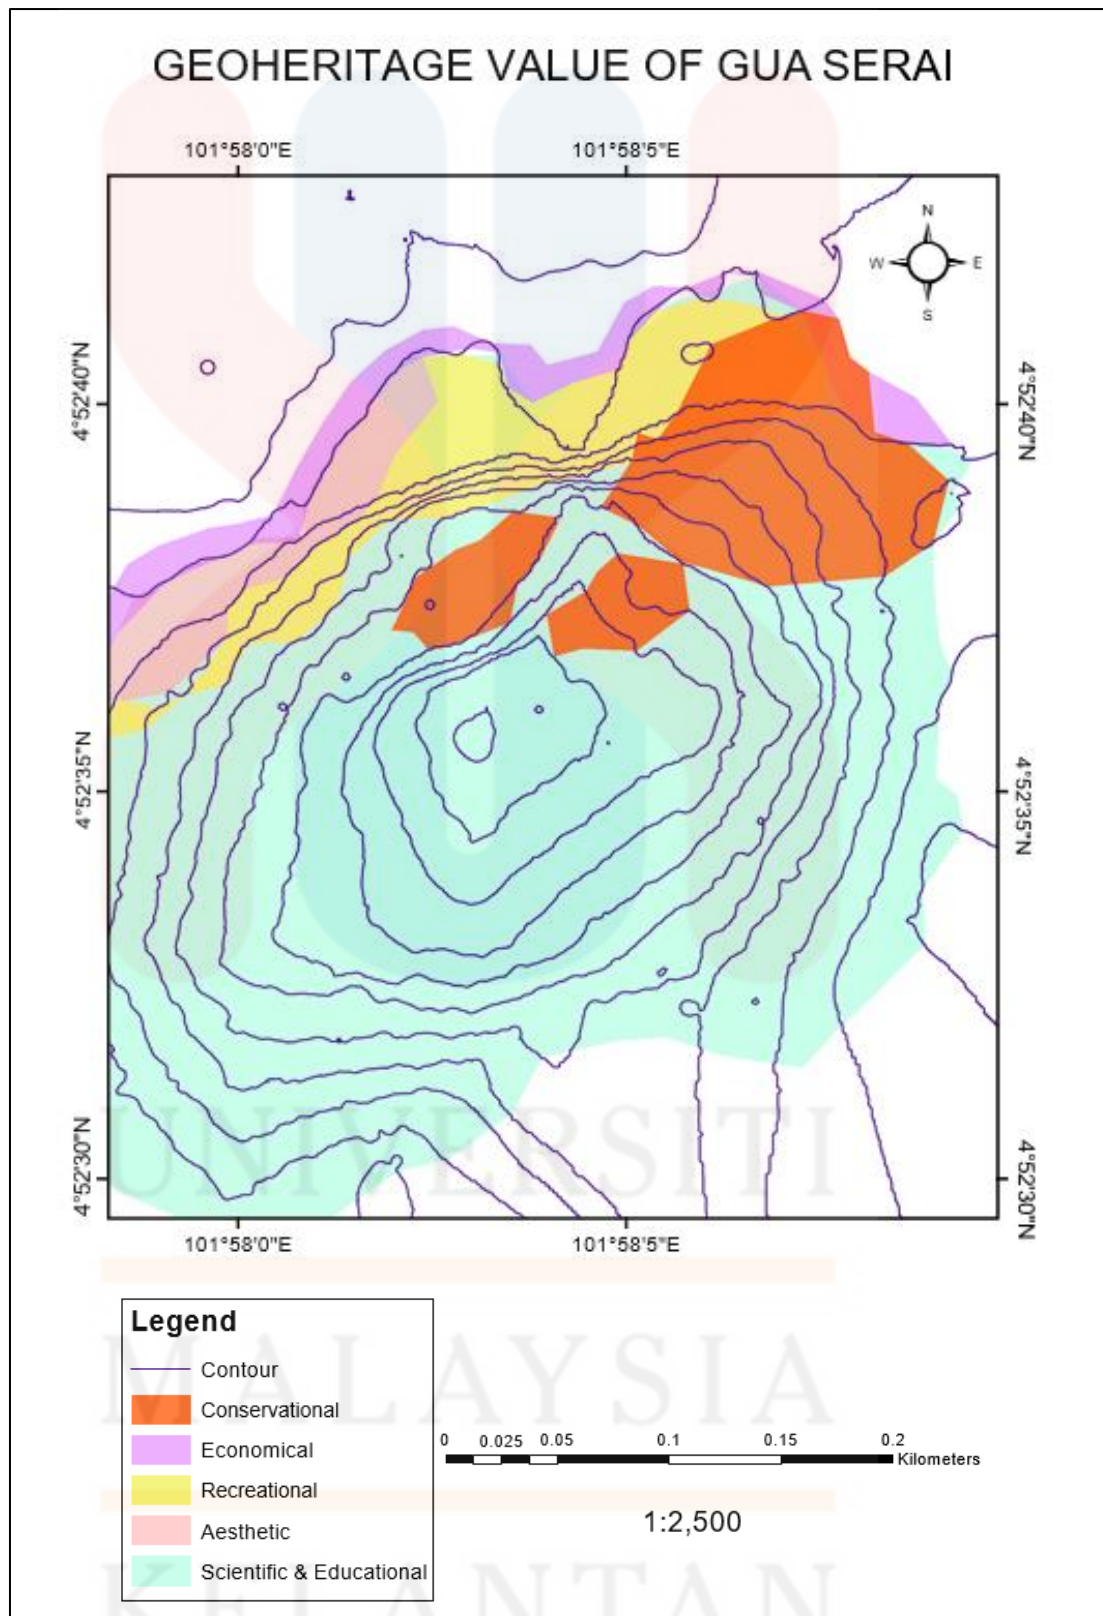 GEOHERITAGE VALUE OF GUA SERAI
101°58'0"E
101°58'5"E
N
W
E
S
4°52'40"N
4°52'40"N
4°52'35"N
4°52'35"N
4°52'30"N
4°52'30"N
101°58'0"E
101°58'5"E
UNIVERSITI
MALAYSIA
KELANTAN
Legend
Contour
Conservational
Economical
Recreational
Aesthetic
Scientific & Educational
0 0.025 0.05 0.1 0.15 0.2
Kilometers
1:2,500